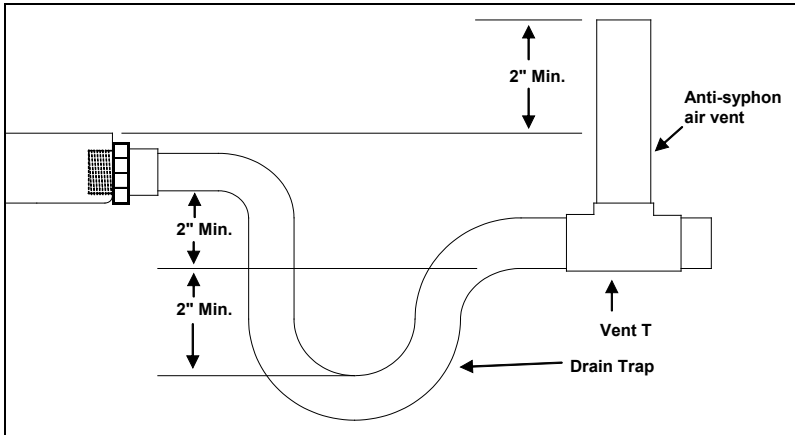 2" Min.
Anti-syphon
air vent
2" Min.
2" Min.
Vent T
Drain Trap